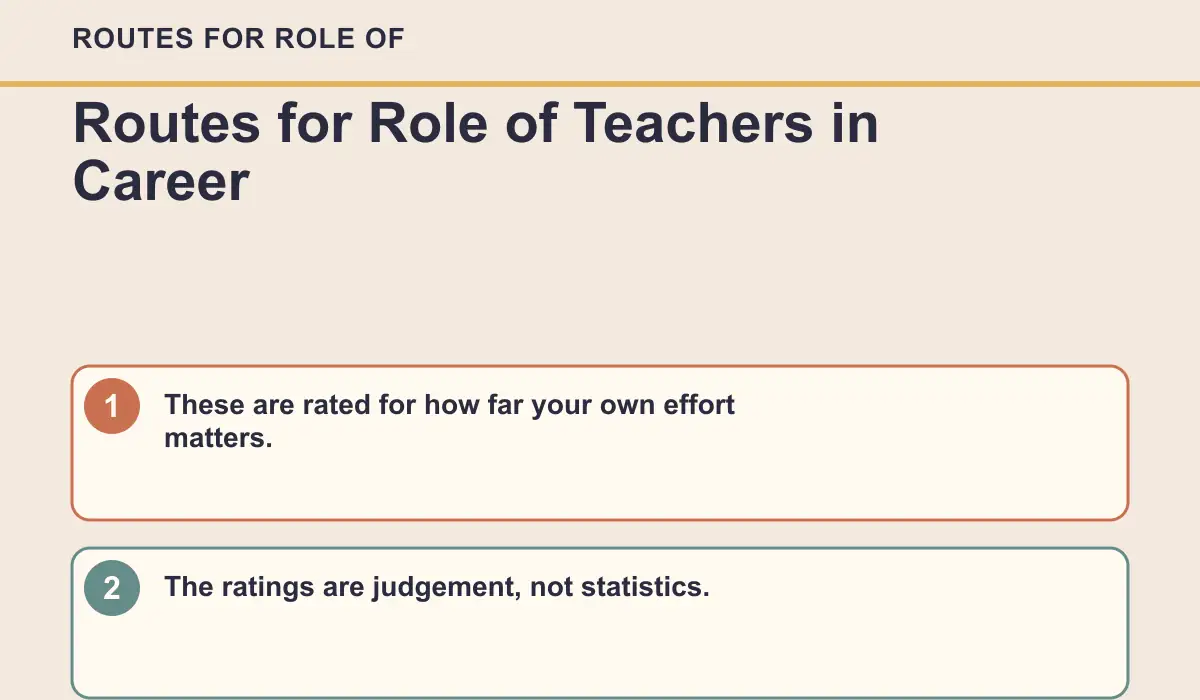 ROUTES FOR ROLE OF
Routes for Role of Teachers in
Career
1
These are rated for how far your own effort
matters.
2
The ratings are judgement, not statistics.